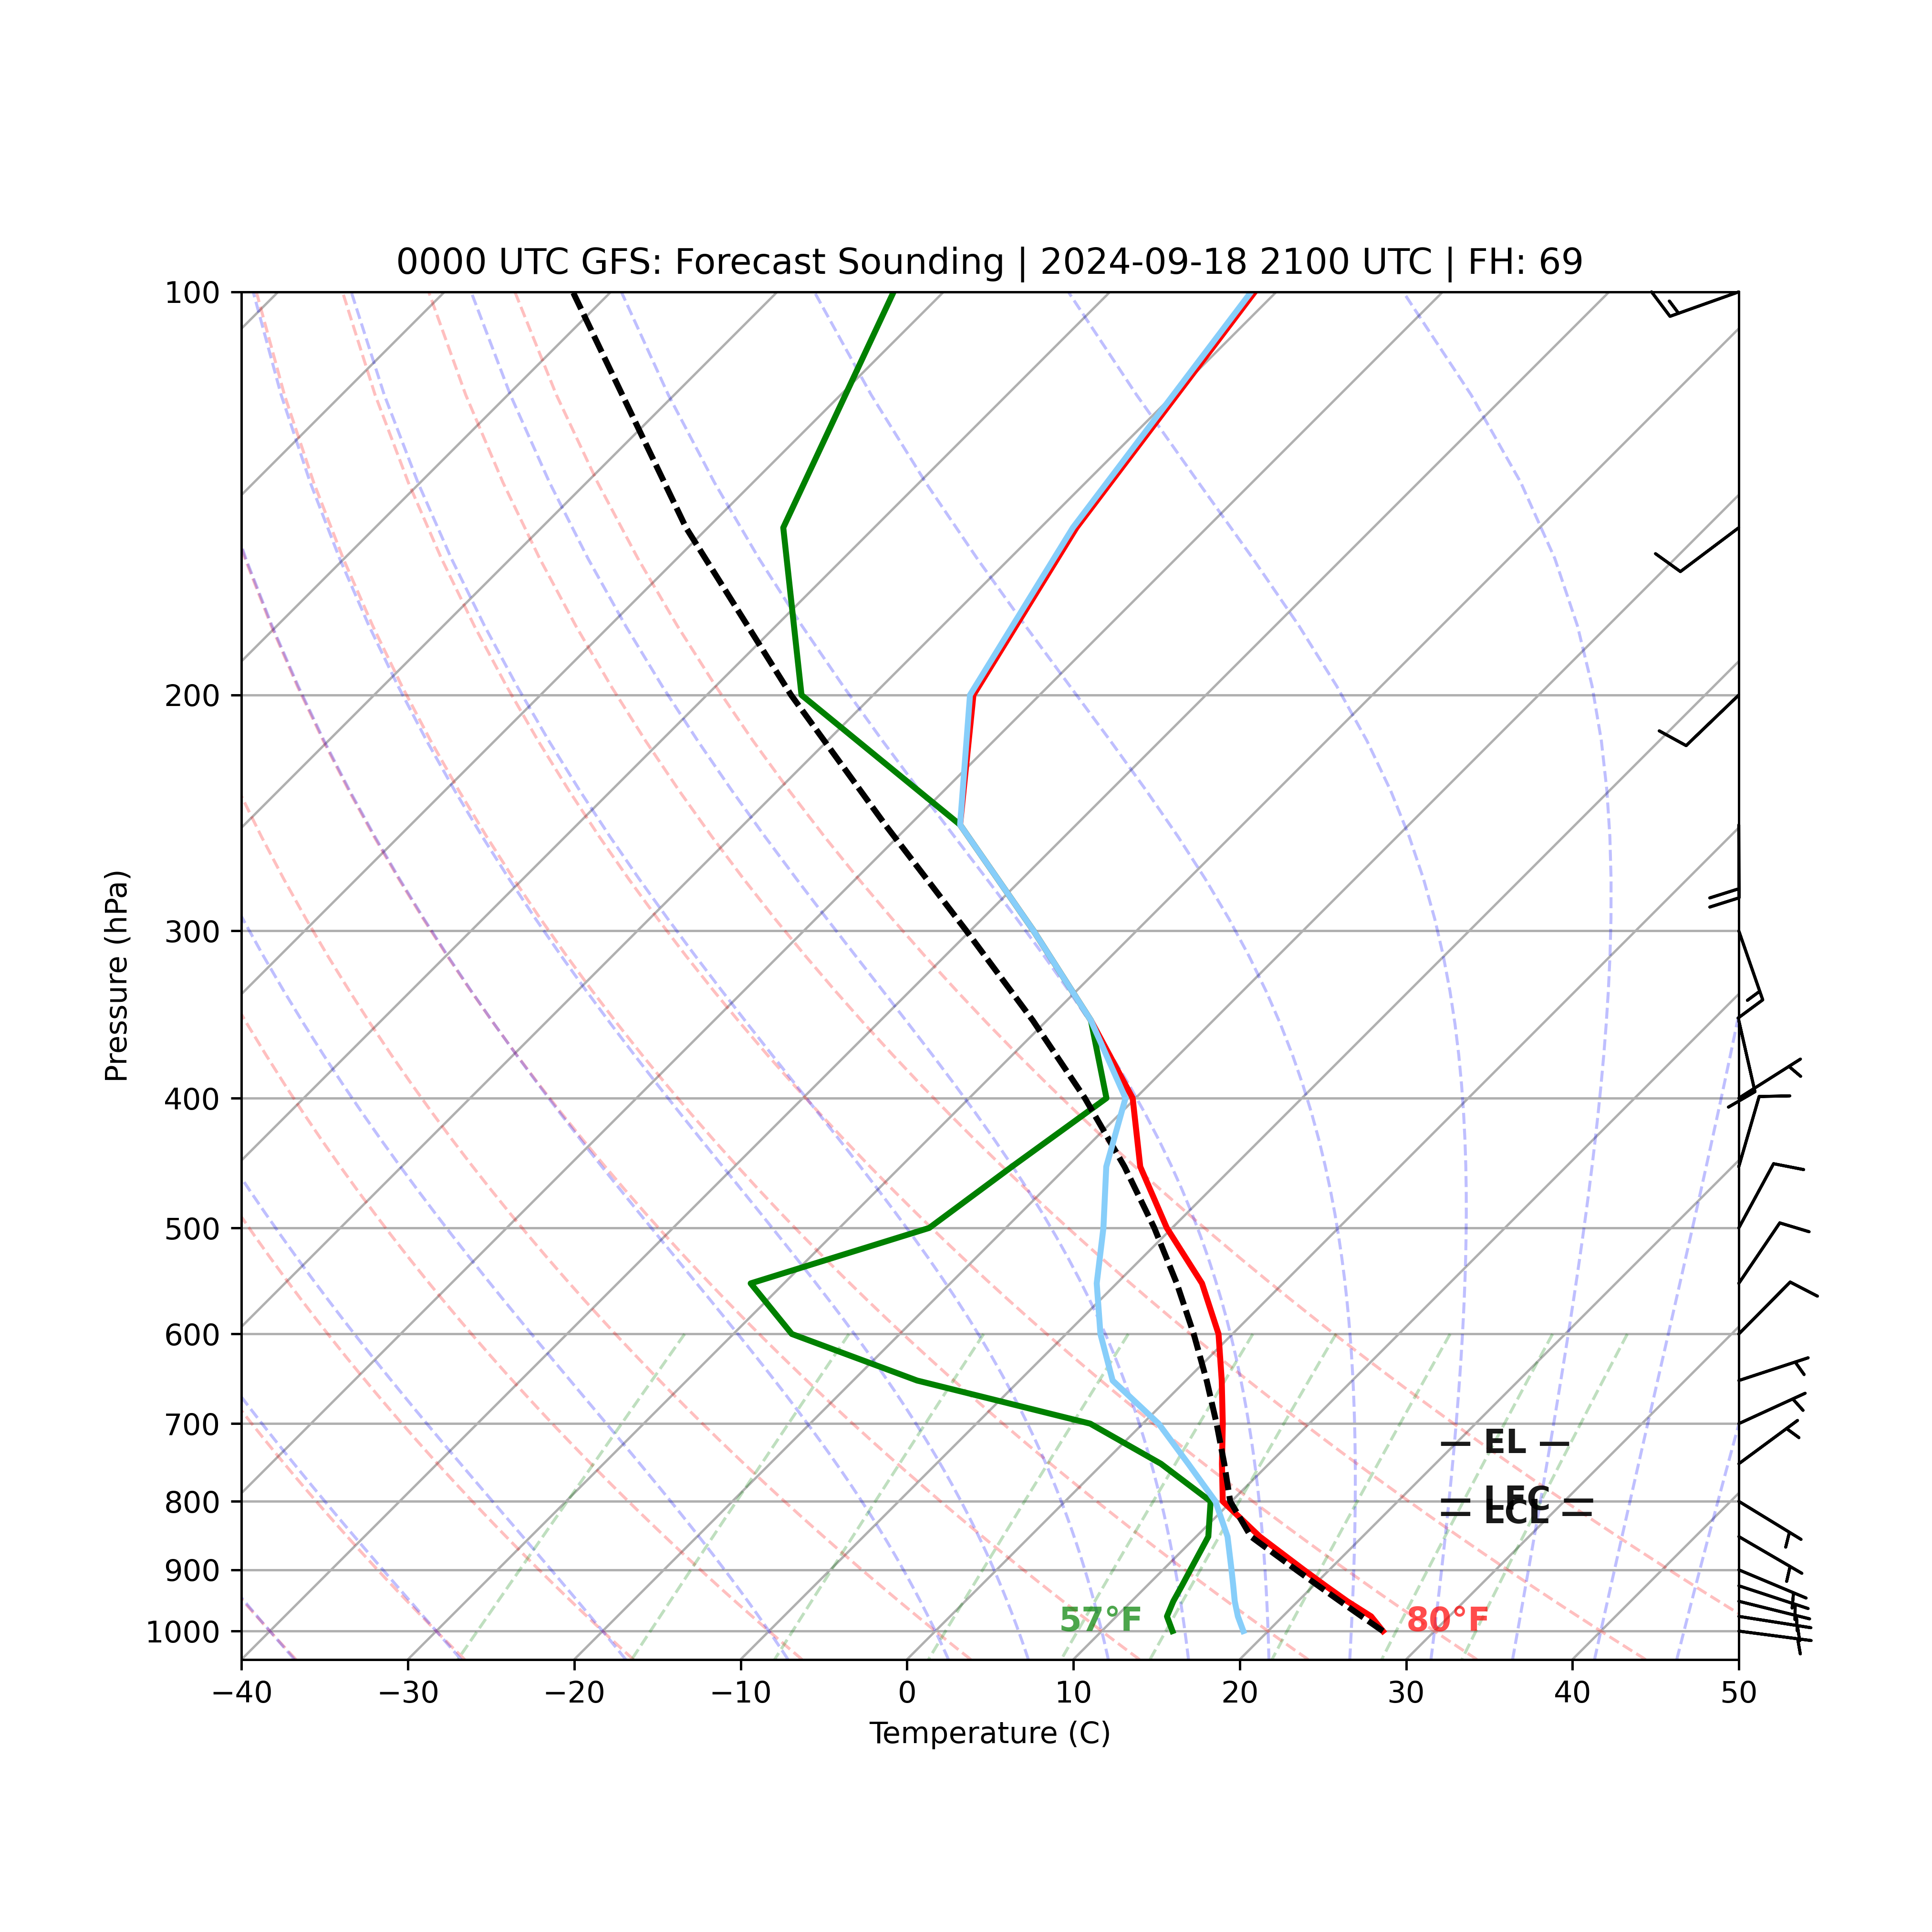 0000 UTC GFS: Forecast Sounding | 2024-09-18 2100 UTC | FH: 69
100
200
300
400
500
600
700
800
900
1000
Pressure (hPa)
— EL —
— LFC —
— LCL —
57°F
80°F
−40 −30 −20 −10 0 10 20 30 40 50
Temperature (C)